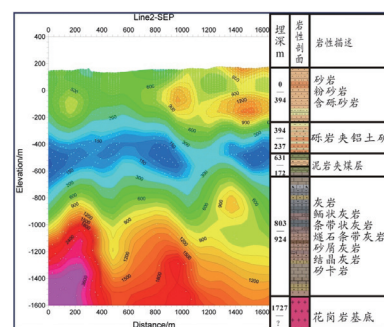 Line2-SEP
Elevation/m
400
200
0
-200
-400
-600
-800
-1000
-1200
-1400
-1600
0 200 400 600 800 1000 1200 1400 1600
Distance/m
埋深 m
岩性剖面
岩性描述
0
394
砂岩
粉砂岩
含砾砂岩
394
237
砾岩夹铝土矿
631
172
泥岩夹煤层
803
924
灰岩
鲕状灰岩
条带状灰岩
燧石条带灰岩
砂屑灰岩
结晶灰岩
矽卡岩
1727
?
花岗岩基底